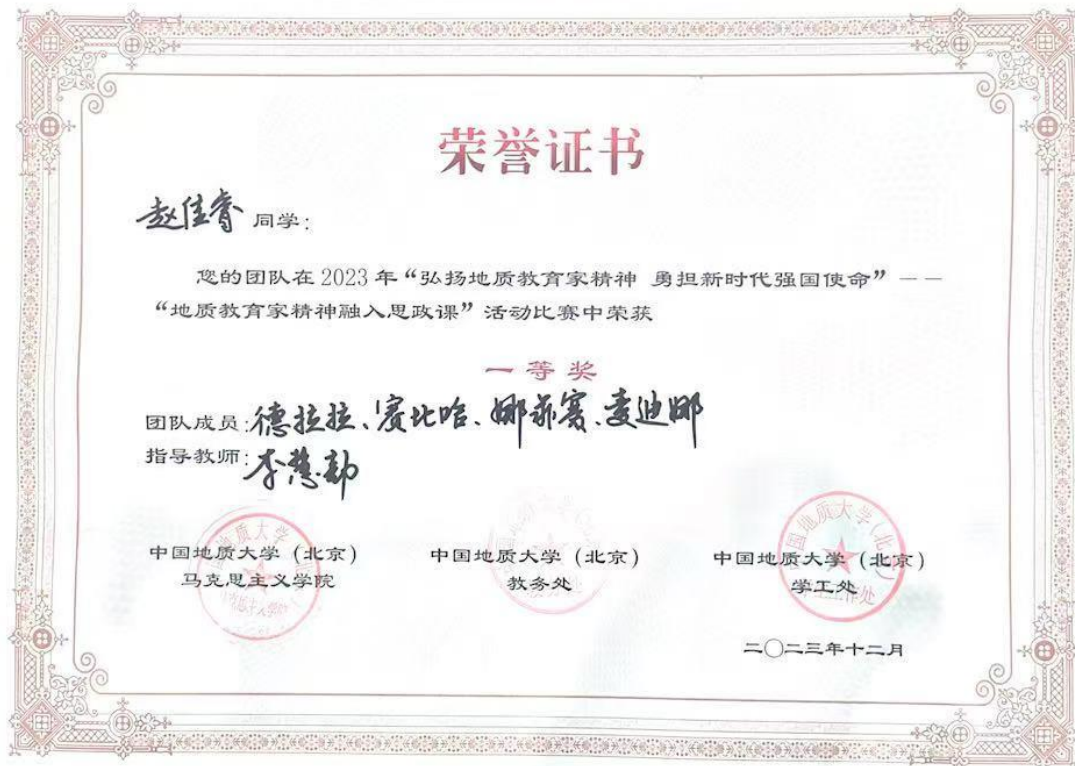 荣誉证书
赵佳睿 同学:
您的团队在 2023 年“弘扬地质教育家精神 勇担新时代强国使命”——
“地质教育家精神融入思政课”活动比赛中荣获
一等奖
团队成员:德拉拉、赛比哈、娜菲赛、麦迪娜
指导教师:李慧勤
中国地质大学(北京)
马克思主义学院
中国地质大学(北京)
教务处
中国地质大学(北京)
学工处
二〇二三年十二月